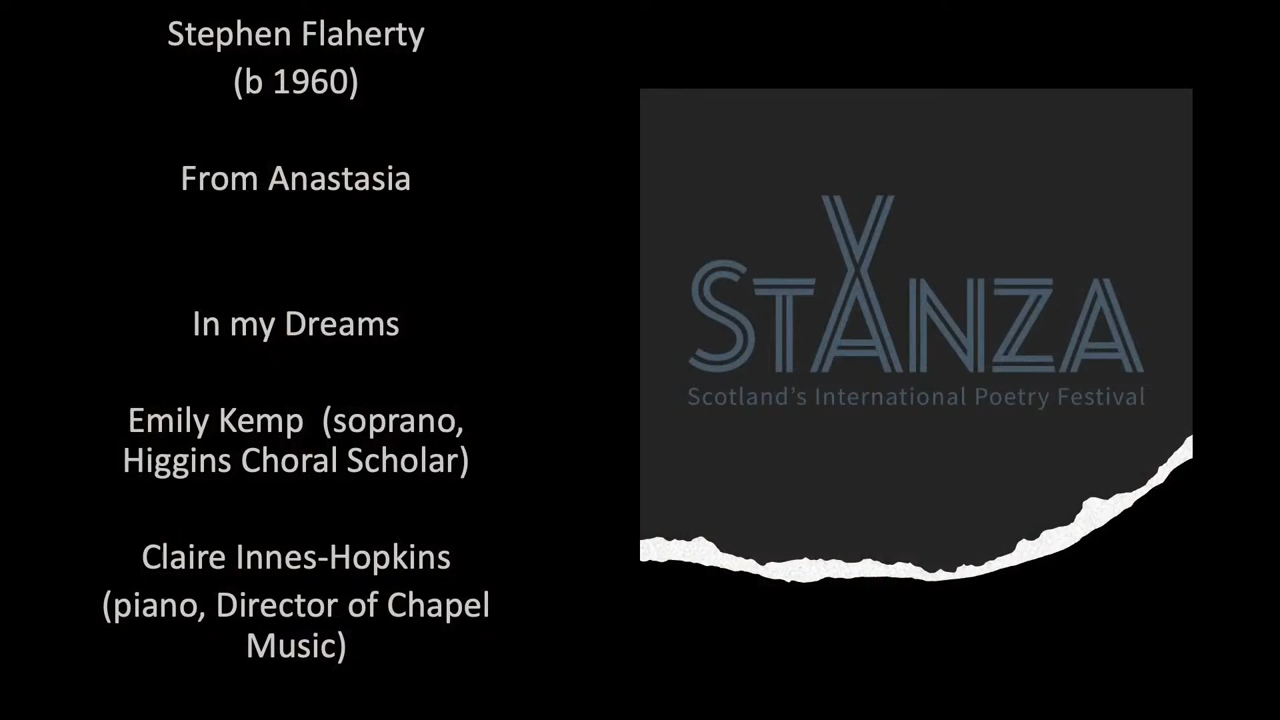 Stephen Flaherty
(b 1960)
From Anastasia
In my Dreams
Emily Kemp  (soprano,
Higgins Choral Scholar)
Claire Innes-Hopkins
(piano, Director of Chapel
Music)
STANZA
Scotland's International Poetry Festival